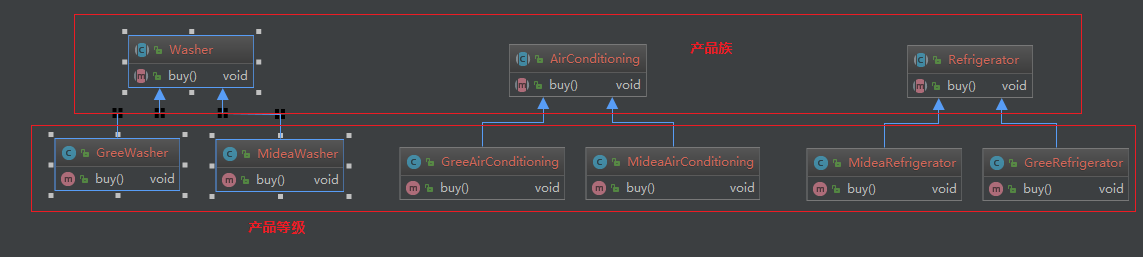 产品族
Washer
buy() void
AirConditioning
buy() void
Refrigerator
buy() void
GreeWasher
buy() void
MideaWasher
buy() void
GreeAirConditioning
buy() void
MideaAirConditioning
buy() void
MideaRefrigerator
buy() void
GreeRefrigerator
buy() void
产品等级